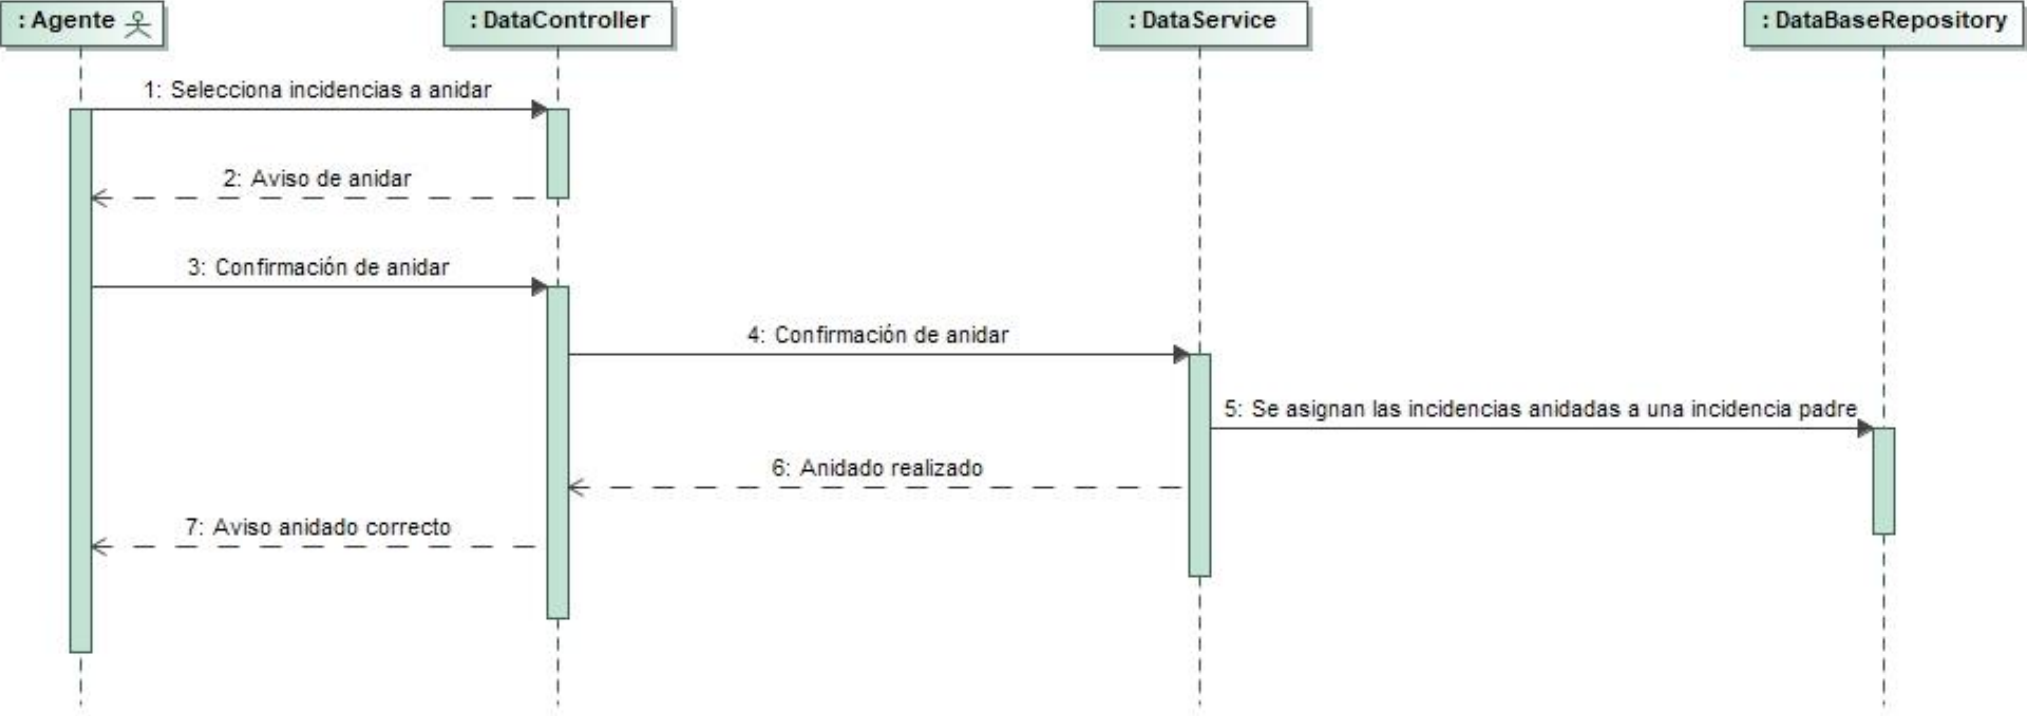 : Agente
: DataController
: DataService
: DataBaseRepository
1: Selecciona incidencias a anidar
2: Aviso de anidar
3: Confirmación de anidar
4: Confirmación de anidar
5: Se asignan las incidencias anidadas a una incidencia padre
6: Anidado realizado
7: Aviso anidado correcto